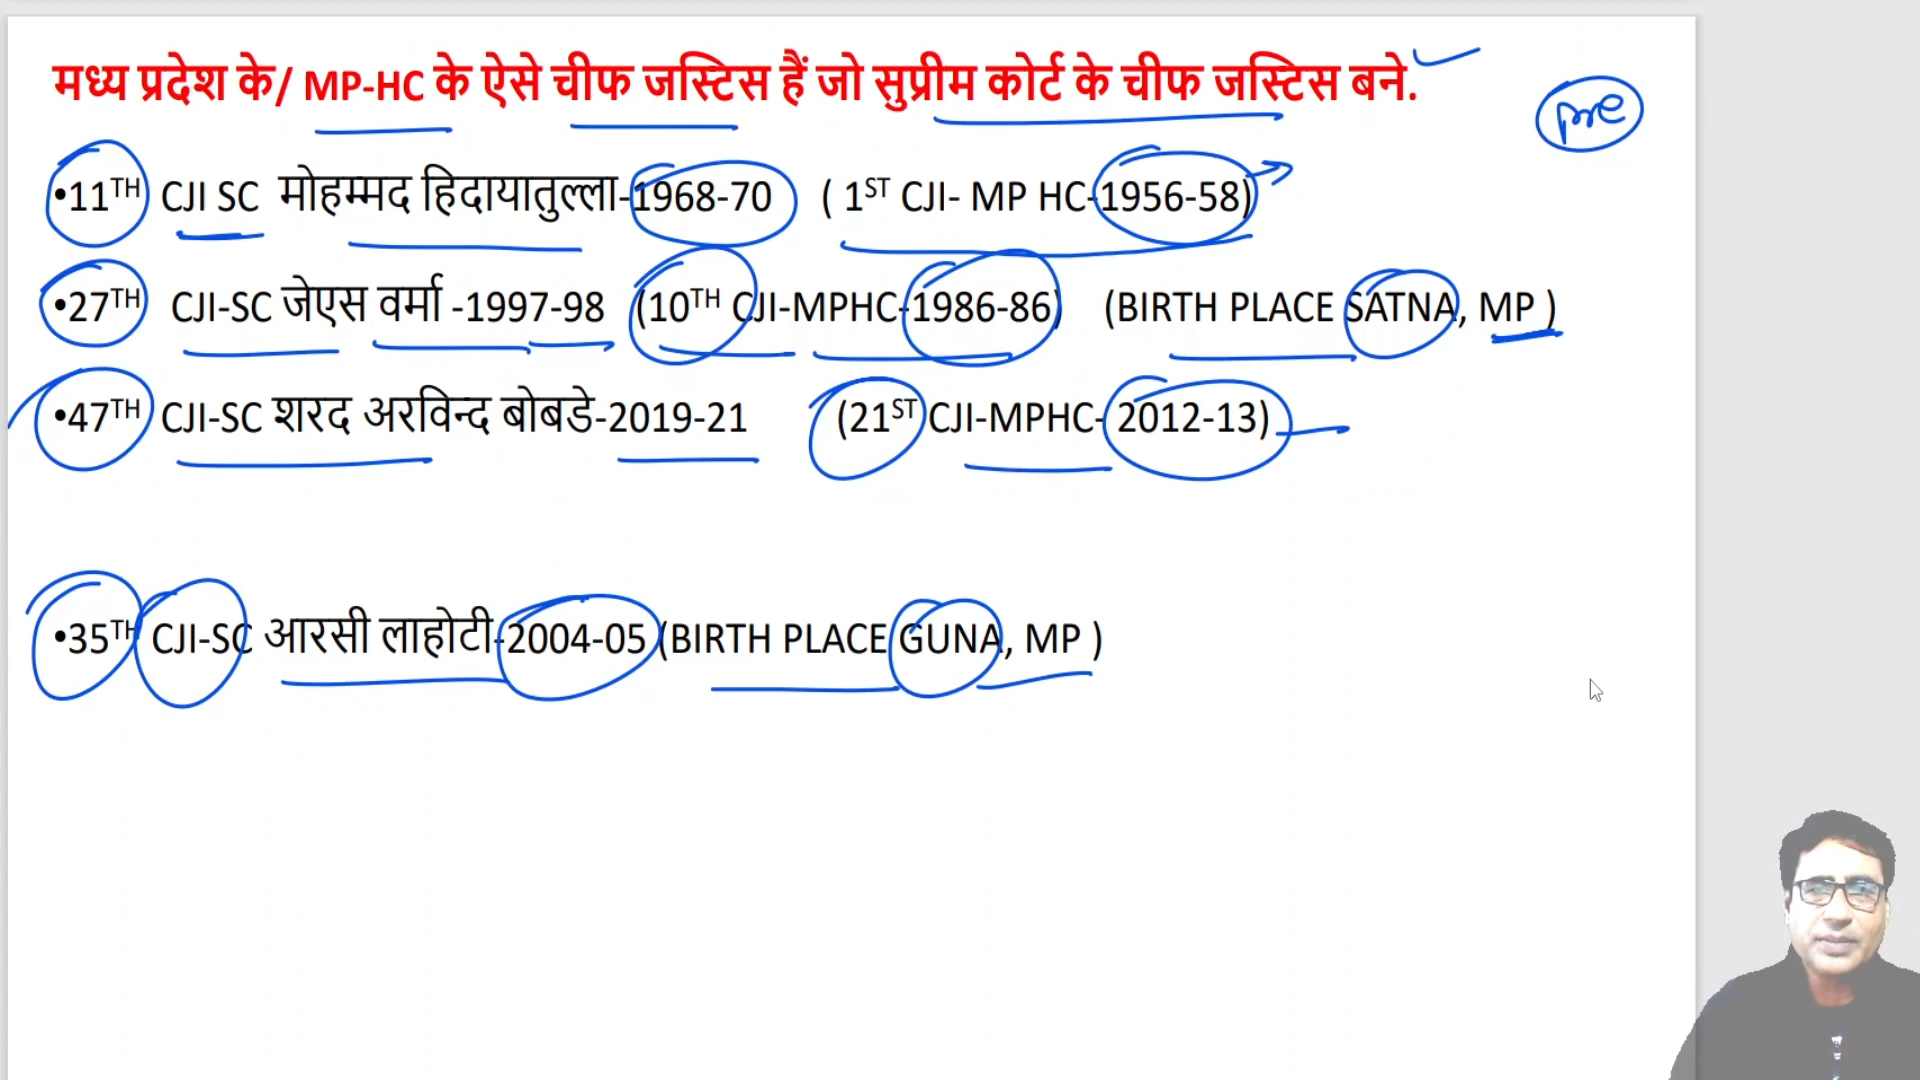 मध्य प्रदेश के/ MP-HC के ऐसे चीफ जस्टिस हैं जो सुप्रीम कोर्ट के चीफ जस्टिस बने.
pre
•11TH CJI SC मोहम्मद हिदायातुल्ला-1968-70 ( 1ST CJI- MP HC-1956-58)
•27TH CJI-SC जेएस वर्मा -1997-98 (10TH CJI-MPHC-1986-86) (BIRTH PLACE SATNA, MP )
•47TH CJI-SC शरद अरविन्द बोबडे-2019-21 (21ST CJI-MPHC- 2012-13)
•35TH CJI-SC आरसी लाहोटी-2004-05 (BIRTH PLACE GUNA, MP )